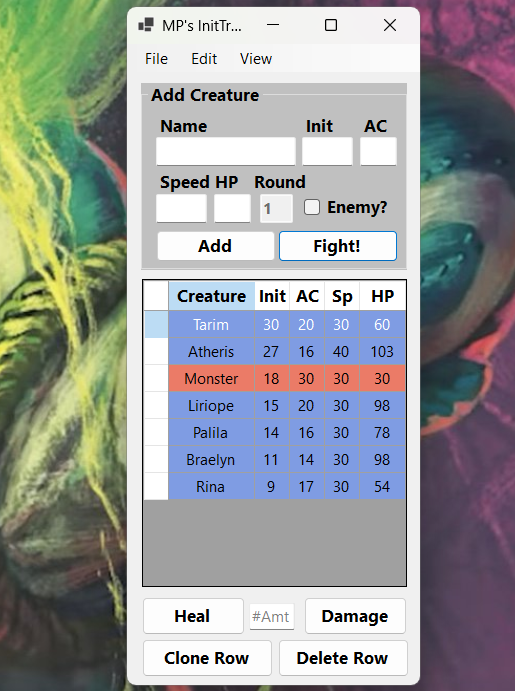 MP's InitTr...
File Edit View
Add Creature
Name Init AC
Speed HP Round
1 Enemy?
Add Fight!
Creature Init AC Sp HP
Tarim 30 20 30 60
Atheris 27 16 40 103
Monster 18 30 30 30
Liriope 15 20 30 98
Palila 14 16 30 78
Braelyn 11 14 30 98
Rina 9 17 30 54
Heal #Amt Damage
Clone Row Delete Row